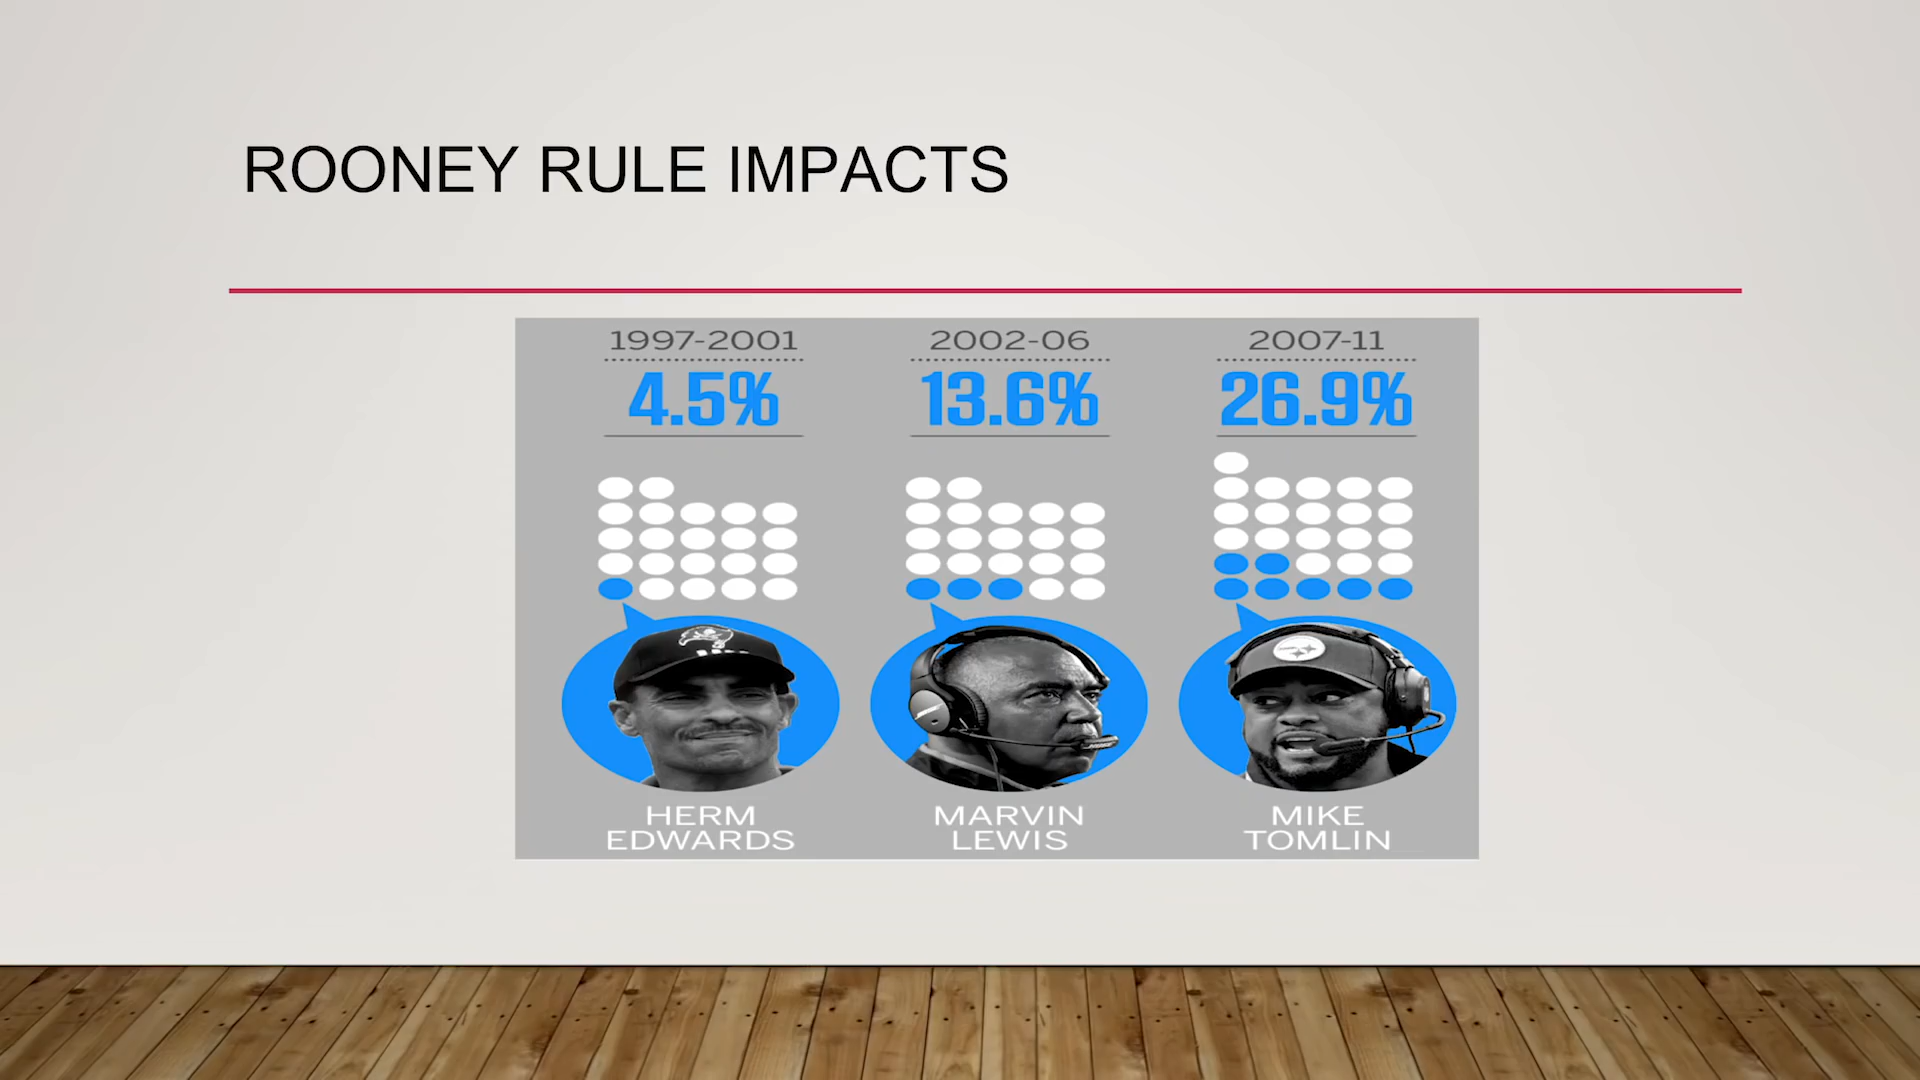 ROONEY RULE IMPACTS
1997-2001
4.5%
2002-06
13.6%
2007-11
26.9%
HERM
EDWARDS
MARVIN
LEWIS
MIKE
TOMLIN